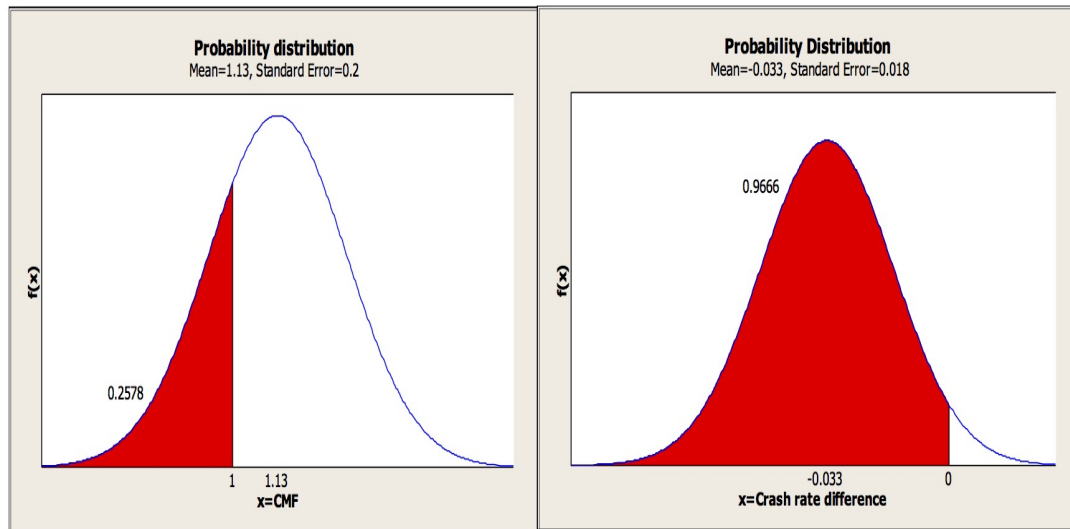 Probability distribution
Mean=1.13, Standard Error=0.2
f(x)
0.2578
1 1.13
x=CMF
Probability Distribution
Mean=-0.033, Standard Error=0.018
f(x)
0.9666
-0.033 0
x=Crash rate difference